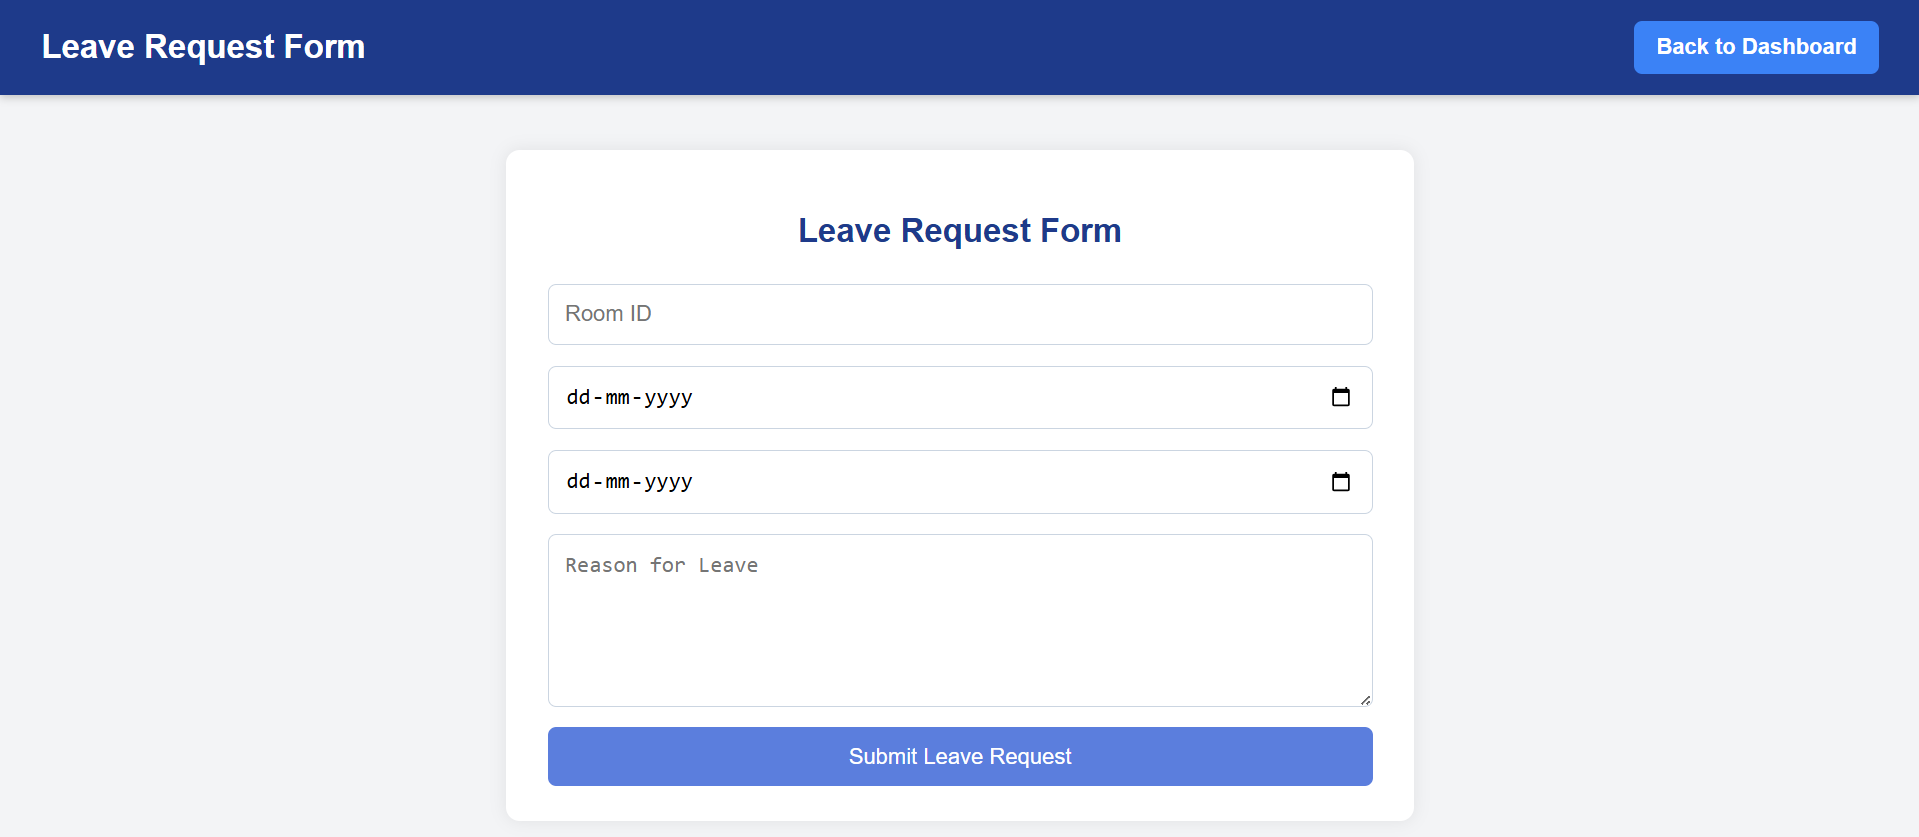 Leave Request Form
Back to Dashboard
Leave Request Form
Room ID
dd-mm-yyyy
dd-mm-yyyy
Reason for Leave
Submit Leave Request